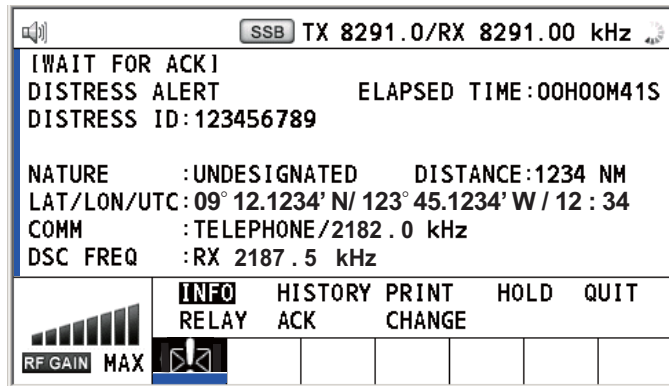 SSB TX 8291.0/RX 8291.00 kHz
[WAIT FOR ACK]
DISTRESS ALERT ELAPSED TIME:00H00M41S
DISTRESS ID:123456789
NATURE :UNDESIGNATED DISTANCE:1234 NM
LAT/LON/UTC:09° 12.1234' N/ 123° 45.1234' W / 12 : 34
COMM :TELEPHONE/2182 . 0 kHz
DSC FREQ :RX 2187 . 5 kHz
INFO HISTORY PRINT HOLD QUIT
RELAY ACK CHANGE
RF GAIN MAX